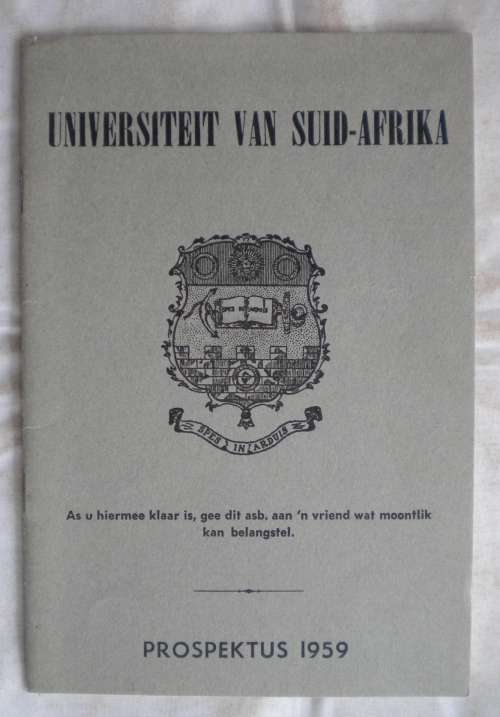 UNIVERSITEIT VAN SUID-AFRIKA
SPES IN ARDUIS
As u hiermee klaar is, gee dit asb. aan 'n vriend wat moontlik
kan belangstel.
PROSPEKTUS 1959